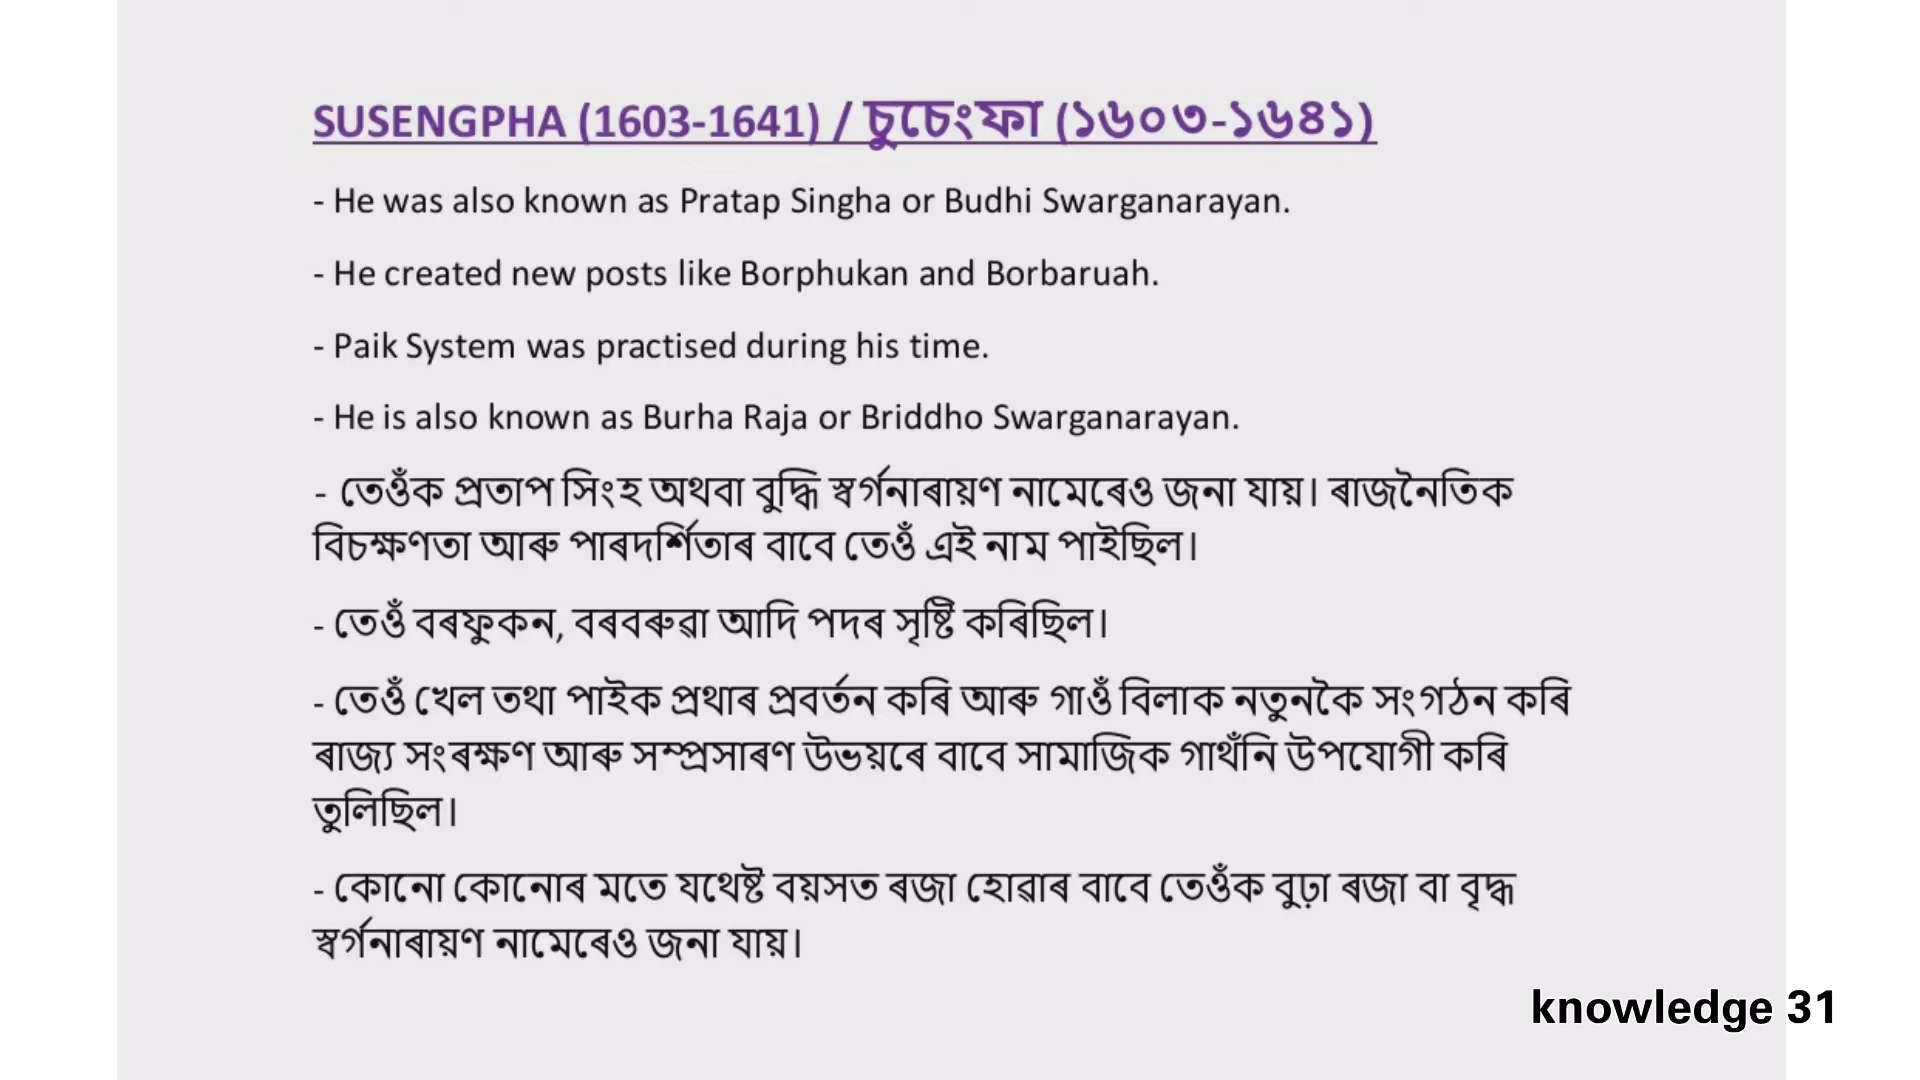 SUSENGPHA (1603-1641) / চুচেংফা (১৬০৩-১৬৪১)
- He was also known as Pratap Singha or Budhi Swarganarayan.
- He created new posts like Borphukan and Borbaruah.
- Paik System was practised during his time.
- He is also known as Burha Raja or Briddho Swarganarayan.
- তেওঁক প্ৰতাপ সিংহ অথবা বুদ্ধি স্বৰ্গনাৰায়ণ নামেৰেও জনা যায়। ৰাজনৈতিক
বিচক্ষণতা আৰু পাৰদৰ্শিতাৰ বাবে তেওঁ এই নাম পাইছিল।
- তেওঁ বৰফুকন, বৰবৰুৱা আদি পদৰ সৃষ্টি কৰিছিল।
- তেওঁ খেল তথা পাইক প্ৰথাৰ প্ৰবৰ্তন কৰি আৰু গাওঁ বিলাক নতুনকৈ সংগঠন কৰি
ৰাজ্য সংৰক্ষণ আৰু সম্প্ৰসাৰণ উভয়ৰে বাবে সামাজিক গাথঁনি উপযোগী কৰি
তুলিছিল।
- কোনো কোনোৰ মতে যথেষ্ট বয়সত ৰজা হোৱাৰ বাবে তেওঁক বুঢ়া ৰজা বা বৃদ্ধ
স্বৰ্গনাৰায়ণ নামেৰেও জনা যায়।
knowledge 31